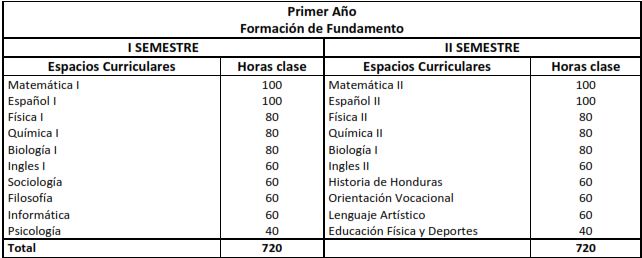 Primer Año
Formación de Fundamento
I SEMESTRE II SEMESTRE
Espacios Curriculares Horas clase Espacios Curriculares Horas clase
Matemática I 100 Matemática II 100
Español I 100 Español II 100
Física I 80 Física II 80
Química I 80 Química II 80
Biología I 80 Biología I 80
Ingles I 60 Ingles II 60
Sociología 60 Historia de Honduras 60
Filosofía 60 Orientación Vocacional 60
Informática 60 Lenguaje Artístico 60
Psicología 40 Educación Física y Deportes 40
Total 720 720